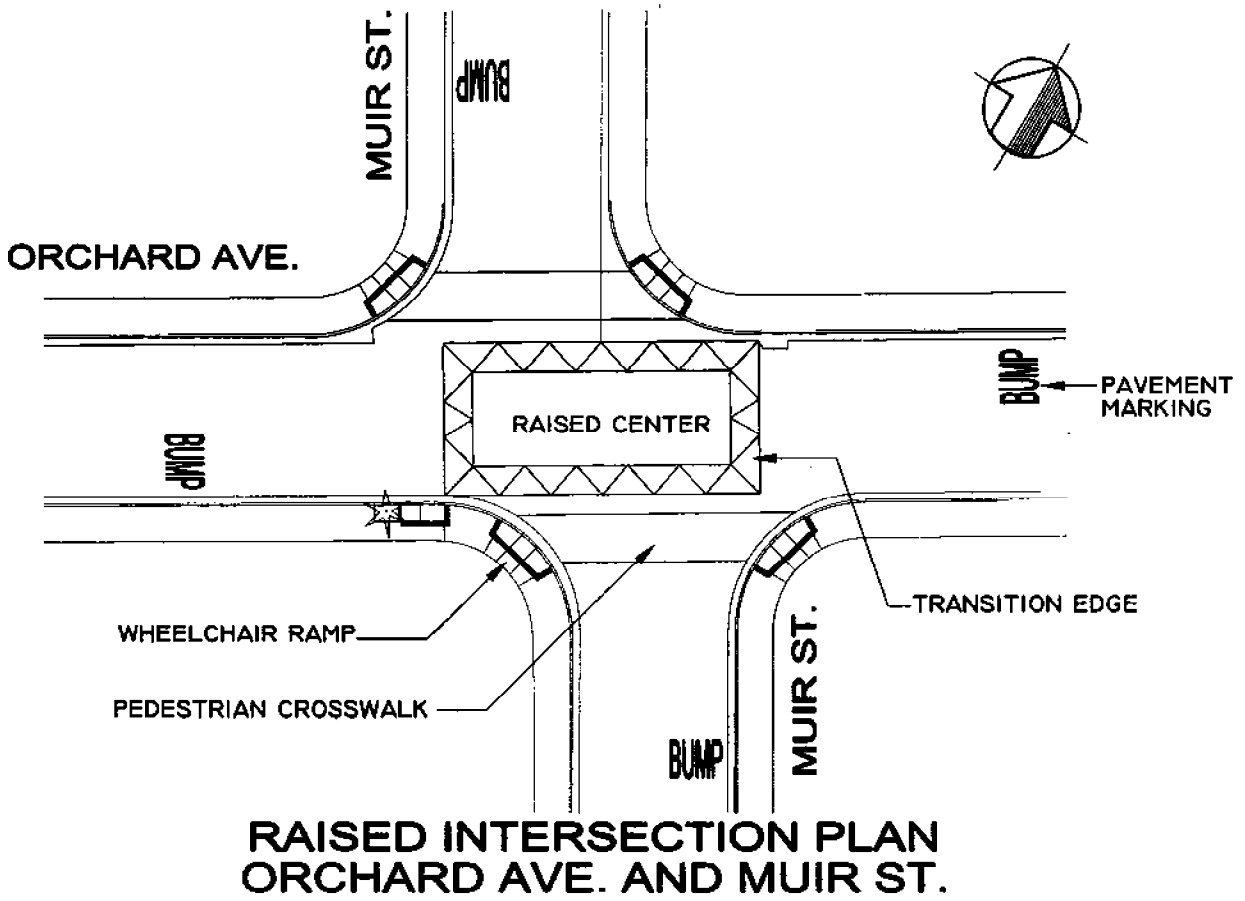 MUIR ST.
BUMP
ORCHARD AVE.
BUMP
PAVEMENT
MARKING
RAISED CENTER
BUMP
TRANSITION EDGE
WHEELCHAIR RAMP
MUIR ST.
PEDESTRIAN CROSSWALK
BUMP
RAISED INTERSECTION PLAN
ORCHARD AVE. AND MUIR ST.